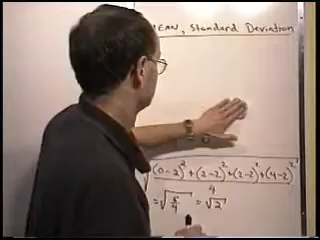 EAN, Standard Deviation
√(0-2)²+(2-2)²+(2-2)²+(4-2)²
4
=√8/4 = √2